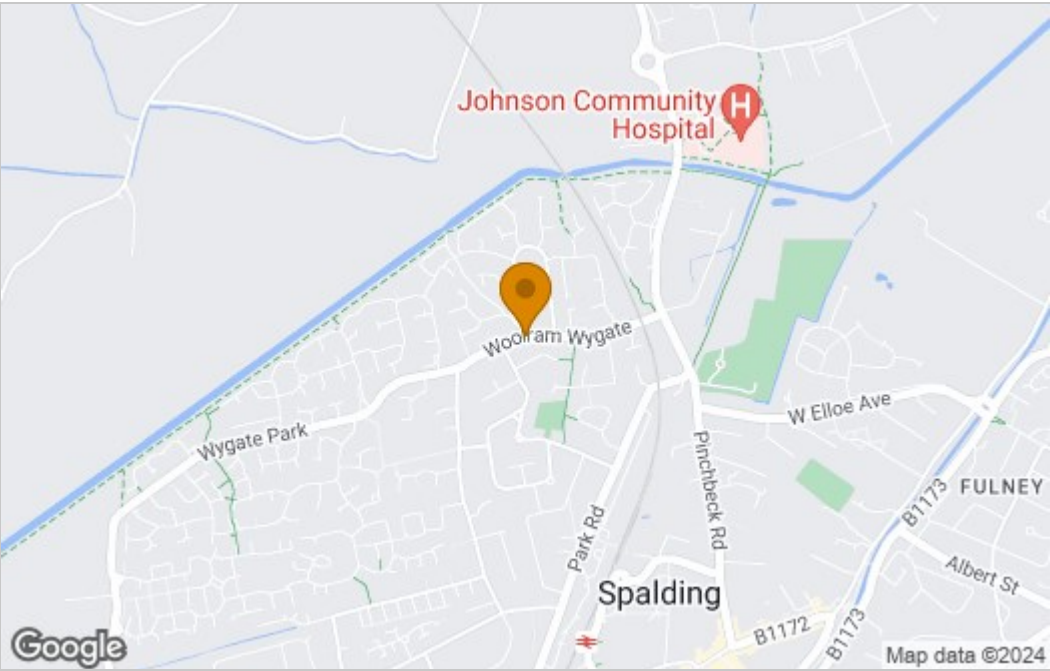 Johnson Community
Hospital
H
Woolram Wygate
W Elloe Ave
Wygate Park
Pinchbeck Rd
FULNEY
B1173
Park Rd
Albert St
Spalding
B1172
B1173
Google
Map data ©2024